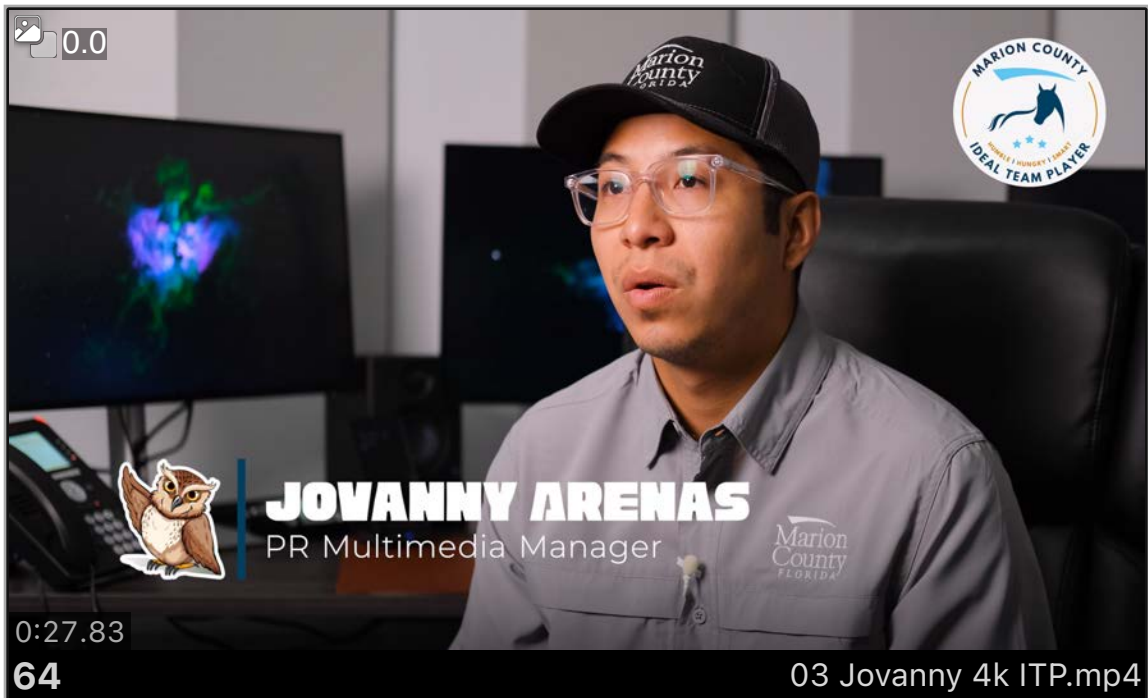 0.0
Marion
County
FLORIDA
MARION COUNTY
HUMBLE | HUNGRY | SMART
IDEAL TEAM PLAYER
JOVANNY ARENAS
PR Multimedia Manager
Marion
County
FLORIDA
0:27.83
64
03 Jovanny 4k ITP.mp4